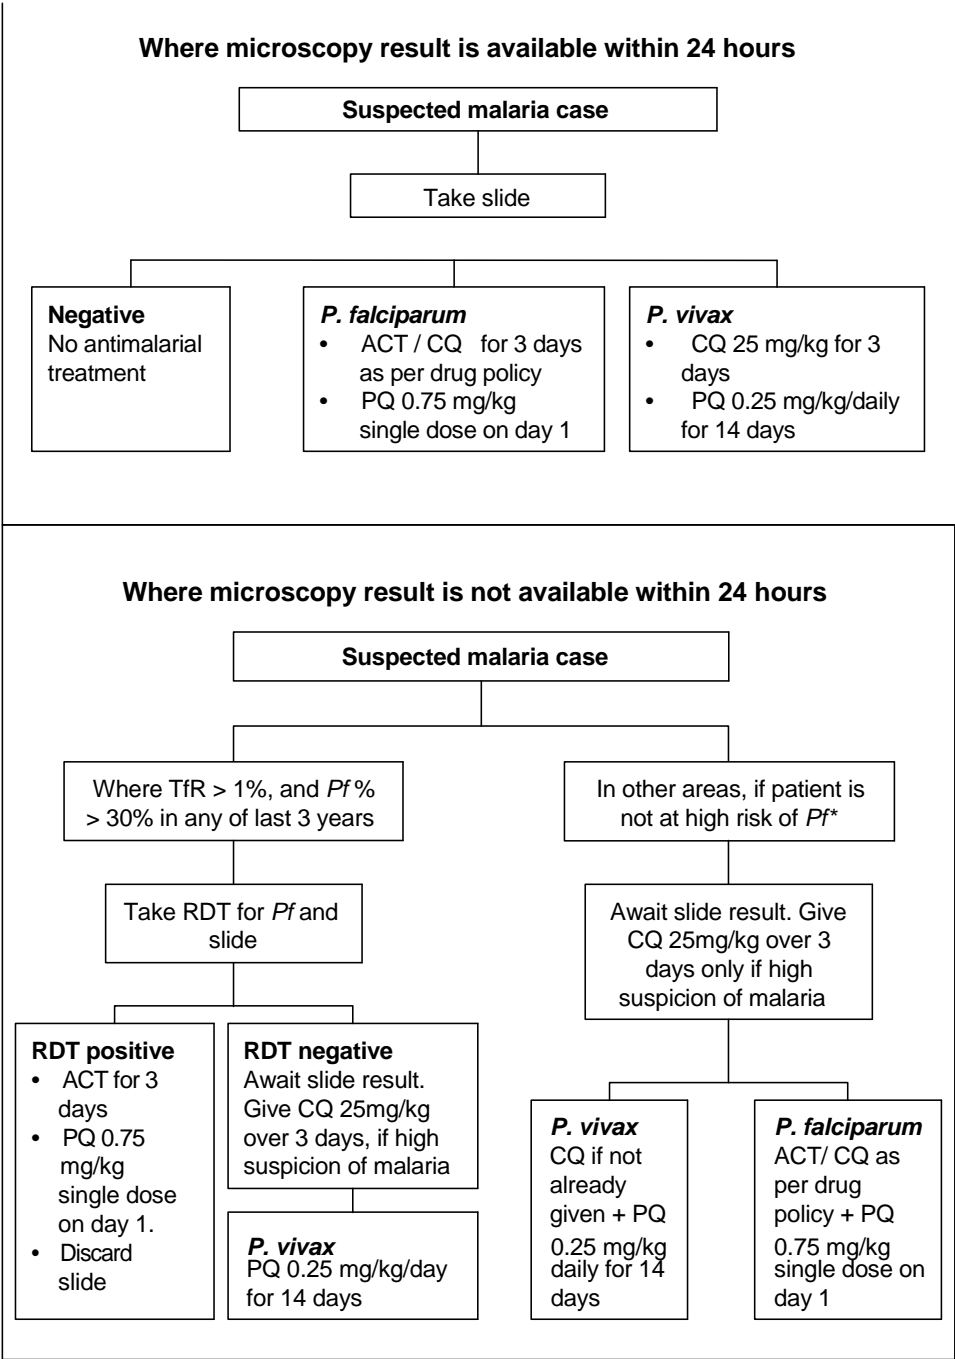 Where microscopy result is available within 24 hours
Suspected malaria case
Take slide
Negative
No antimalarial
treatment
P. falciparum
• ACT / CQ for 3 days
as per drug policy
• PQ 0.75 mg/kg
single dose on day 1
P. vivax
• CQ 25 mg/kg for 3
days
• PQ 0.25 mg/kg/daily
for 14 days
Where microscopy result is not available within 24 hours
Suspected malaria case
Where TfR > 1%, and Pf %
> 30% in any of last 3 years
In other areas, if patient is
not at high risk of Pf*
Take RDT for Pf and
slide
Await slide result. Give
CQ 25mg/kg over 3
days only if high
suspicion of malaria
RDT positive
• ACT for 3
days
• PQ 0.75
mg/kg
single dose
on day 1.
• Discard
slide
RDT negative
Await slide result.
Give CQ 25mg/kg
over 3 days, if high
suspicion of malaria
P. vivax
PQ 0.25 mg/kg/day
for 14 days
P. vivax
CQ if not
already
given + PQ
0.25 mg/kg
daily for 14
days
P. falciparum
ACT/ CQ as
per drug
policy + PQ
0.75 mg/kg
single dose on
day 1